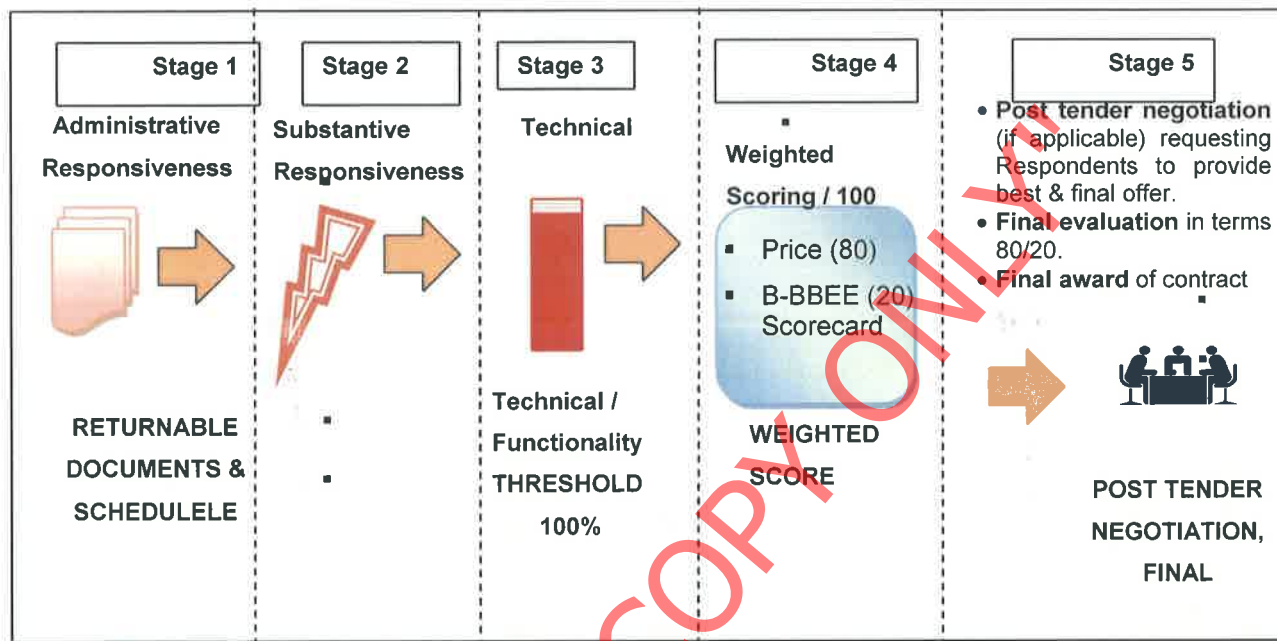 Stage 1
Administrative
Responsiveness
RETURNABLE
DOCUMENTS &
SCHEDULELE
Stage 2
Substantive
Responsiveness
Stage 3
Technical
Technical /
Functionality
THRESHOLD
100%
Stage 4
Weighted
Scoring / 100
▪ Price (80)
▪ B-BBEE (20)
Scorecard
WEIGHTED
SCORE
Stage 5
• Post tender negotiation
(if applicable) requesting
Respondents to provide
best & final offer.
• Final evaluation in terms
80/20.
• Final award of contract
POST TENDER
NEGOTIATION,
FINAL
COPY ONLY"